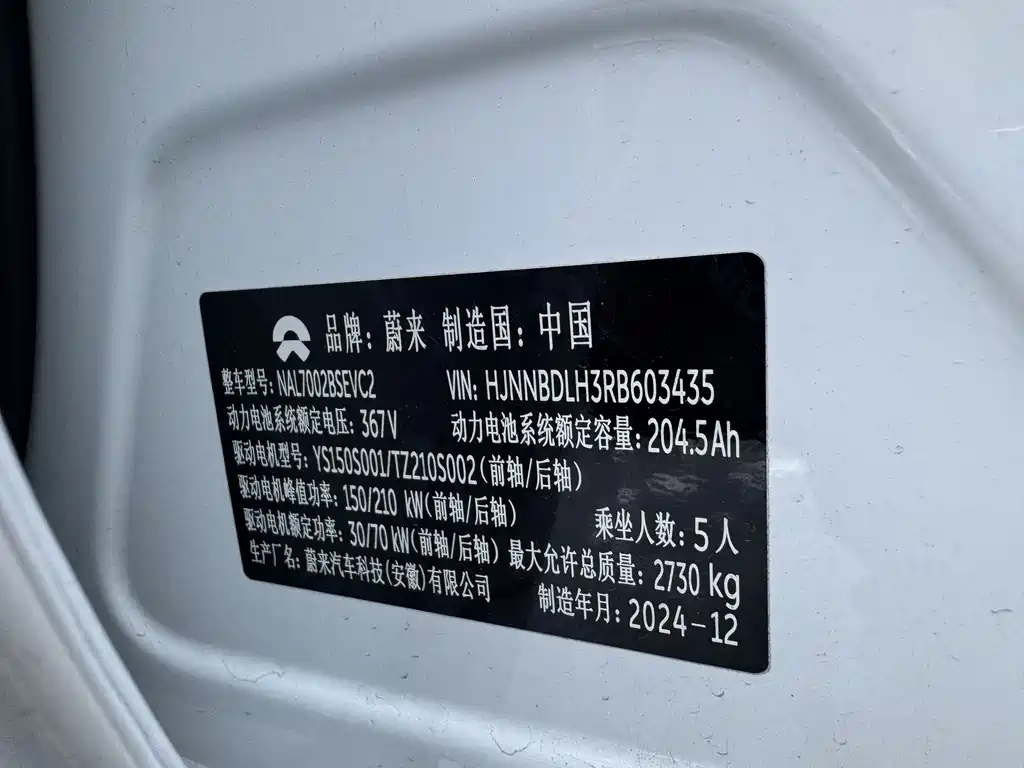 品牌：蔚来 制造国：中国
整车型号：NAL7002BSEVC2 VIN: HJNNBDLH3RB603435
动力电池系统额定电压：367V 动力电池系统额定容量：204.5Ah
驱动电机型号：YS150S001/TZ210S002(前轴/后轴)
驱动电机峰值功率：150/210 kW(前轴/后轴) 乘坐人数：5人
驱动电机额定功率：30/70 kW(前轴/后轴) 最大允许总质量：2730 kg
生产厂名：蔚来汽车科技(安徽)有限公司 制造年月：2024-12